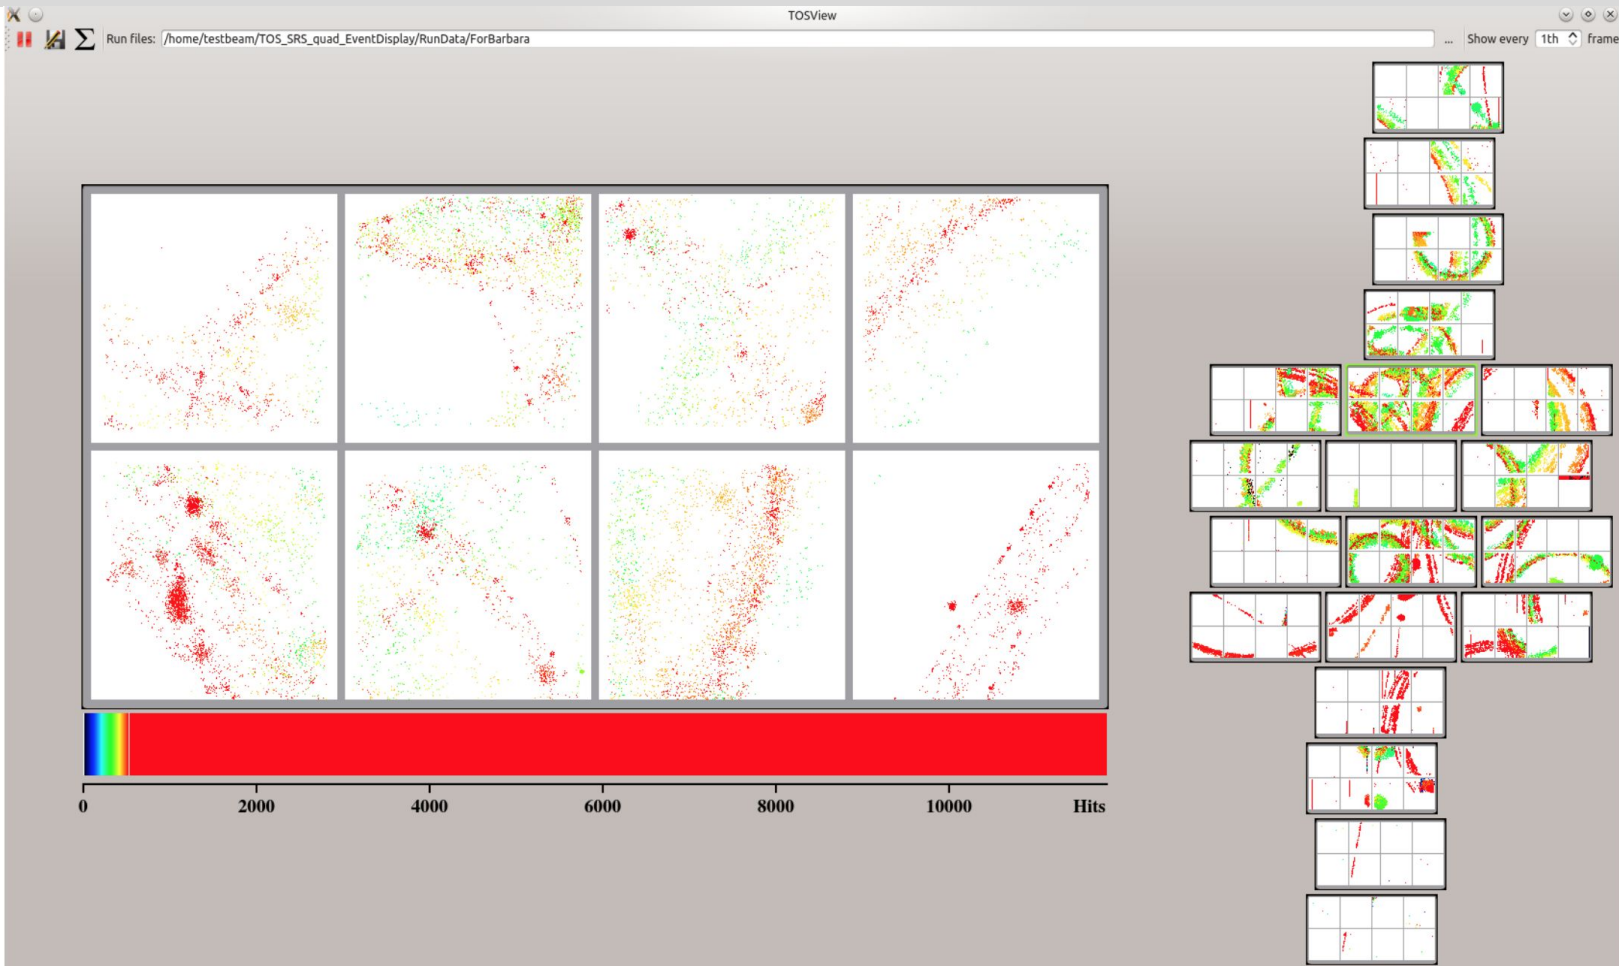 TOSView
Run files: /home/testbeam/TOS_SRS_quad_EventDisplay/RunData/ForBarbara ... Show every 1th frame
0 2000 4000 6000 8000 10000 Hits